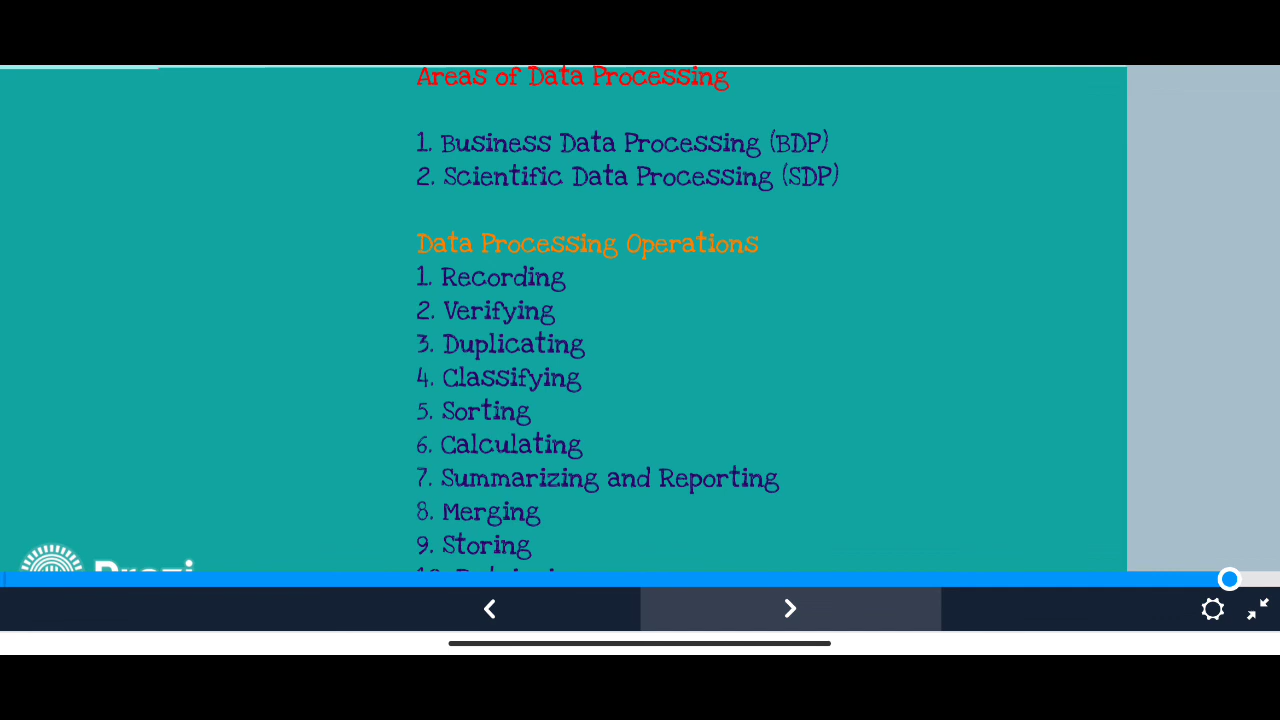 Areas of Data Processing
1. Business Data Processing (BDP)
2. Scientific Data Processing (SDP)
Data Processing Operations
1. Recording
2. Verifying
3. Duplicating
4. Classifying
5. Sorting
6. Calculating
7. Summarizing and Reporting
8. Merging
9. Storing
Prezi